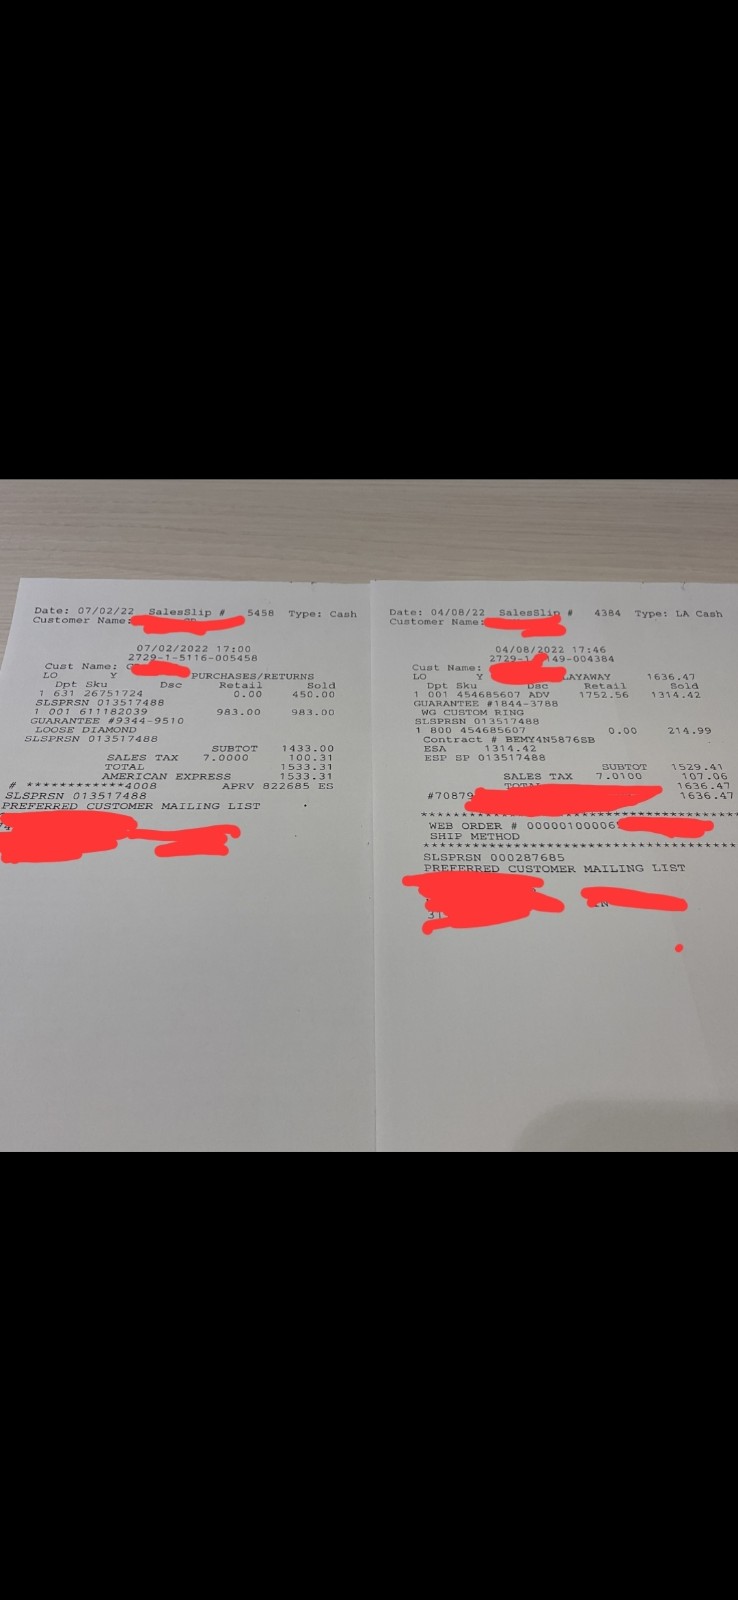 Date: 07/02/22 SalesSlip # 5458 Type: Cash
Customer Name:
07/02/2022 17:00
2729-1-5116-005458
Cust Name:
LO Y PURCHASES/RETURNS
Dpt Sku Dsc Retail Sold
1 631 26751724 0.00 450.00
SLSPRSN 013517488
1 001 611182039 983.00 983.00
GUARANTEE #9344-9510
LOOSE DIAMOND
SLSPRSN 013517488
SUBTOT 1433.00
SALES TAX 7.0000 100.31
TOTAL 1533.31
AMERICAN EXPRESS 1533.31
# ************4008 APRV 822685 ES
SLSPRSN 013517488
PREFERRED CUSTOMER MAILING LIST
Date: 04/08/22 SalesSlip # 4384 Type: LA Cash
Customer Name:
04/08/2022 17:46
2729-1 149-004384
Cust Name:
LO Y LAYAWAY 1636.47
Dpt Sku Dsc Retail Sold
1 001 454685607 ADV 1752.56 1314.42
GUARANTEE #1844-3788
WG CUSTOM RING
SLSPRSN 013517488
1 800 454685607 0.00 214.99
Contract # BEMY4N5876SB
ESA 1314.42
ESP SP 013517488
SUBTOT 1529.41
SALES TAX 7.0100 107.06
TOTAL 1636.47
#70879 1636.47
WEB ORDER # 00000100006
SHIP METHOD
SLSPRSN 000287685
PREFERRED CUSTOMER MAILING LIST